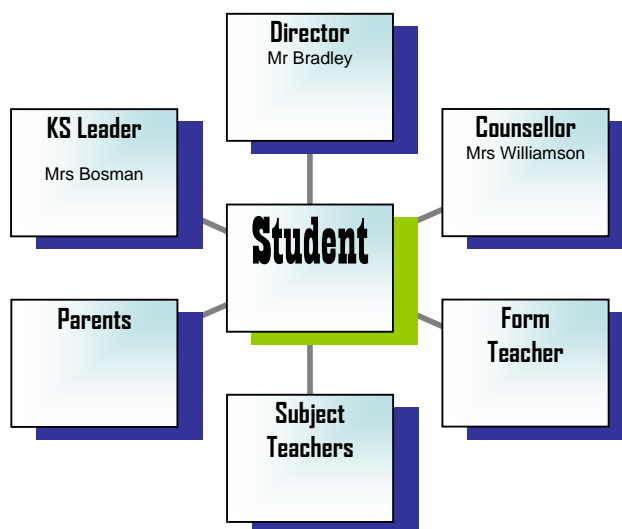 Director
Mr Bradley
KS Leader
Mrs Bosman
Counsellor
Mrs Williamson
Student
Parents
Form
Teacher
Subject
Teachers